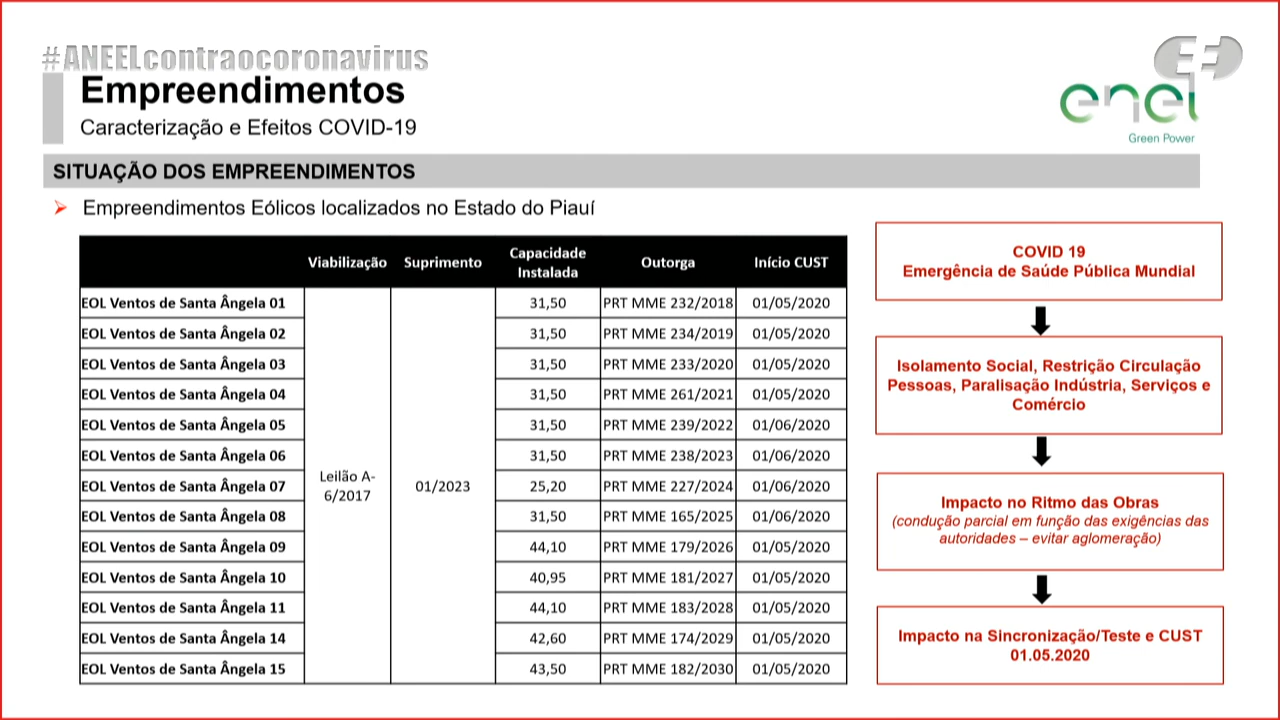 #ANEELcontraocoronavirus
Empreendimentos
Caracterização e Efeitos COVID-19
enel
Green Power
SITUAÇÃO DOS EMPREENDIMENTOS
Empreendimentos Eólicos localizados no Estado do Piauí
Viabilização Suprimento Capacidade Instalada Outorga Início CUST
EOL Ventos de Santa Ângela 01 31,50 PRT MME 232/2018 01/05/2020
EOL Ventos de Santa Ângela 02 31,50 PRT MME 234/2019 01/05/2020
EOL Ventos de Santa Ângela 03 31,50 PRT MME 233/2020 01/05/2020
EOL Ventos de Santa Ângela 04 31,50 PRT MME 261/2021 01/05/2020
EOL Ventos de Santa Ângela 05 31,50 PRT MME 239/2022 01/06/2020
EOL Ventos de Santa Ângela 06 31,50 PRT MME 238/2023 01/06/2020
Leilão A-
6/2017
01/2023
EOL Ventos de Santa Ângela 07 25,20 PRT MME 227/2024 01/06/2020
EOL Ventos de Santa Ângela 08 31,50 PRT MME 165/2025 01/06/2020
EOL Ventos de Santa Ângela 09 44,10 PRT MME 179/2026 01/05/2020
EOL Ventos de Santa Ângela 10 40,95 PRT MME 181/2027 01/05/2020
EOL Ventos de Santa Ângela 11 44,10 PRT MME 183/2028 01/05/2020
EOL Ventos de Santa Ângela 14 42,60 PRT MME 174/2029 01/05/2020
EOL Ventos de Santa Ângela 15 43,50 PRT MME 182/2030 01/05/2020
COVID 19
Emergência de Saúde Pública Mundial
Isolamento Social, Restrição Circulação
Pessoas, Paralisação Indústria, Serviços e
Comércio
Impacto no Ritmo das Obras
(condução parcial em função das exigências das
autoridades – evitar aglomeração)
Impacto na Sincronização/Teste e CUST
01.05.2020